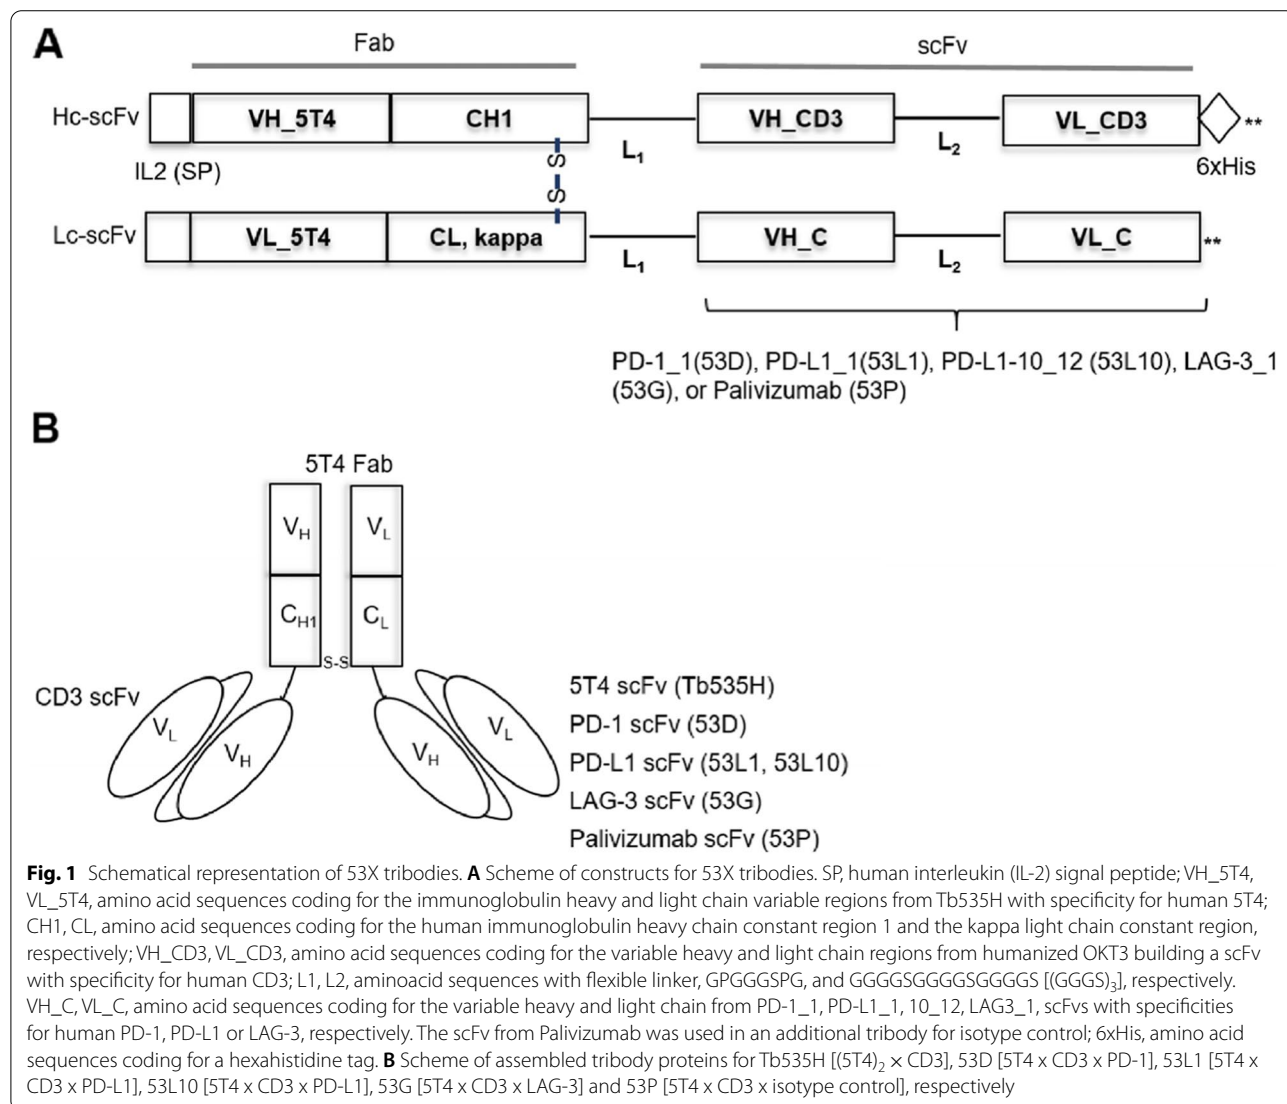 A
Fab
scFv
Hc-scFv
VH_5T4
CH1
VH_CD3
VL_CD3
**
L1
L2
IL2 (SP)
S
S
6xHis
Lc-scFv
VL_5T4
CL, kappa
VH_C
VL_C
**
L1
L2
PD-1_1(53D), PD-L1_1(53L1), PD-L1-10_12 (53L10), LAG-3_1
(53G), or Palivizumab (53P)
B
5T4 Fab
VH
VL
CH1
CL
S-S
CD3 scFv
VL
VH
VH
VL
5T4 scFv (Tb535H)
PD-1 scFv (53D)
PD-L1 scFv (53L1, 53L10)
LAG-3 scFv (53G)
Palivizumab scFv (53P)
Fig. 1 Schematical representation of 53X tribodies. A Scheme of constructs for 53X tribodies. SP, human interleukin (IL-2) signal peptide; VH_5T4,
VL_5T4, amino acid sequences coding for the immunoglobulin heavy and light chain variable regions from Tb535H with specificity for human 5T4;
CH1, CL, amino acid sequences coding for the human immunoglobulin heavy chain constant region 1 and the kappa light chain constant region,
respectively; VH_CD3, VL_CD3, amino acid sequences coding for the variable heavy and light chain regions from humanized OKT3 building a scFv
with specificity for human CD3; L1, L2, aminoacid sequences with flexible linker, GPGGGSPG, and GGGGSGGGGSGGGGS [(GGGS)3], respectively.
VH_C, VL_C, amino acid sequences coding for the variable heavy and light chain from PD-1_1, PD-L1_1, 10_12, LAG3_1, scFvs with specificities
for human PD-1, PD-L1 or LAG-3, respectively. The scFv from Palivizumab was used in an additional tribody for isotype control; 6xHis, amino acid
sequences coding for a hexahistidine tag. B Scheme of assembled tribody proteins for Tb535H [(5T4)2 × CD3], 53D [5T4 x CD3 x PD-1], 53L1 [5T4 x
CD3 x PD-L1], 53L10 [5T4 x CD3 x PD-L1], 53G [5T4 x CD3 x LAG-3] and 53P [5T4 x CD3 x isotype control], respectively